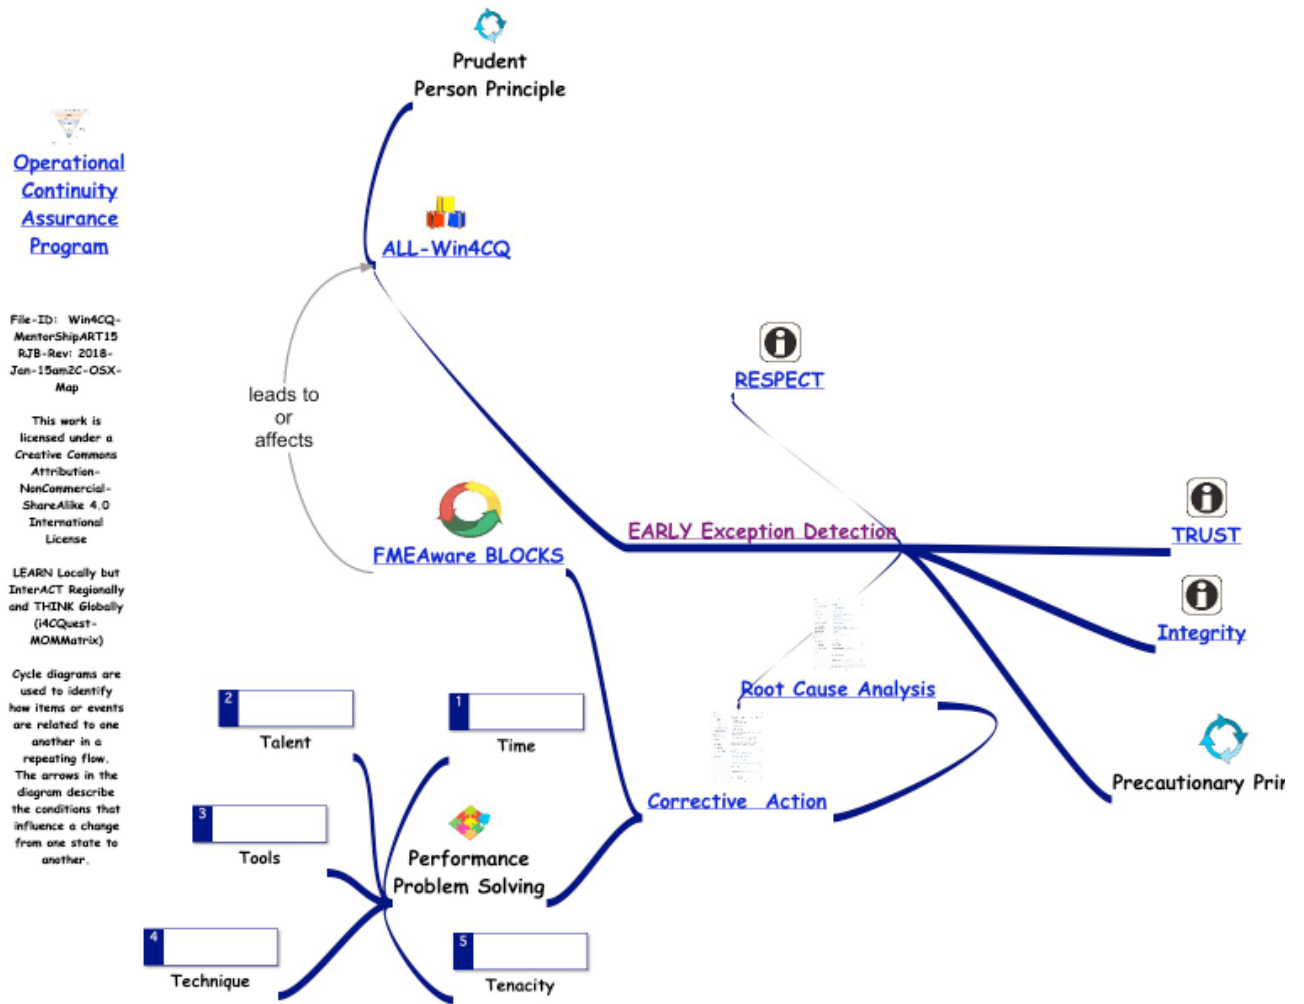 Prudent
Person Principle
Operational
Continuity
Assurance
Program
ALL-Win4CQ
File-ID: Win4CQ-
MentorShipART15
RJB-Rev: 2018-
Jan-15am2C-OSX-
Map
This work is
licensed under a
Creative Commons
Attribution-
NonCommercial-
ShareAlike 4.0
International
License
LEARN Locally but
InterACT Regionally
and THINK Globally
(i4CQuest-
MOMMatrix)
Cycle diagrams are
used to identify
how items or events
are related to one
another in a
repeating flow.
The arrows in the
diagram describe
the conditions that
influence a change
from one state to
another.
leads to
or
affects
RESPECT
EARLY Exception Detection
TRUST
FMEAware BLOCKS
Integrity
Root Cause Analysis
Precautionary Prin
Corrective Action
2
Talent
1
Time
3
Tools
Performance
Problem Solving
4
Technique
5
Tenacity